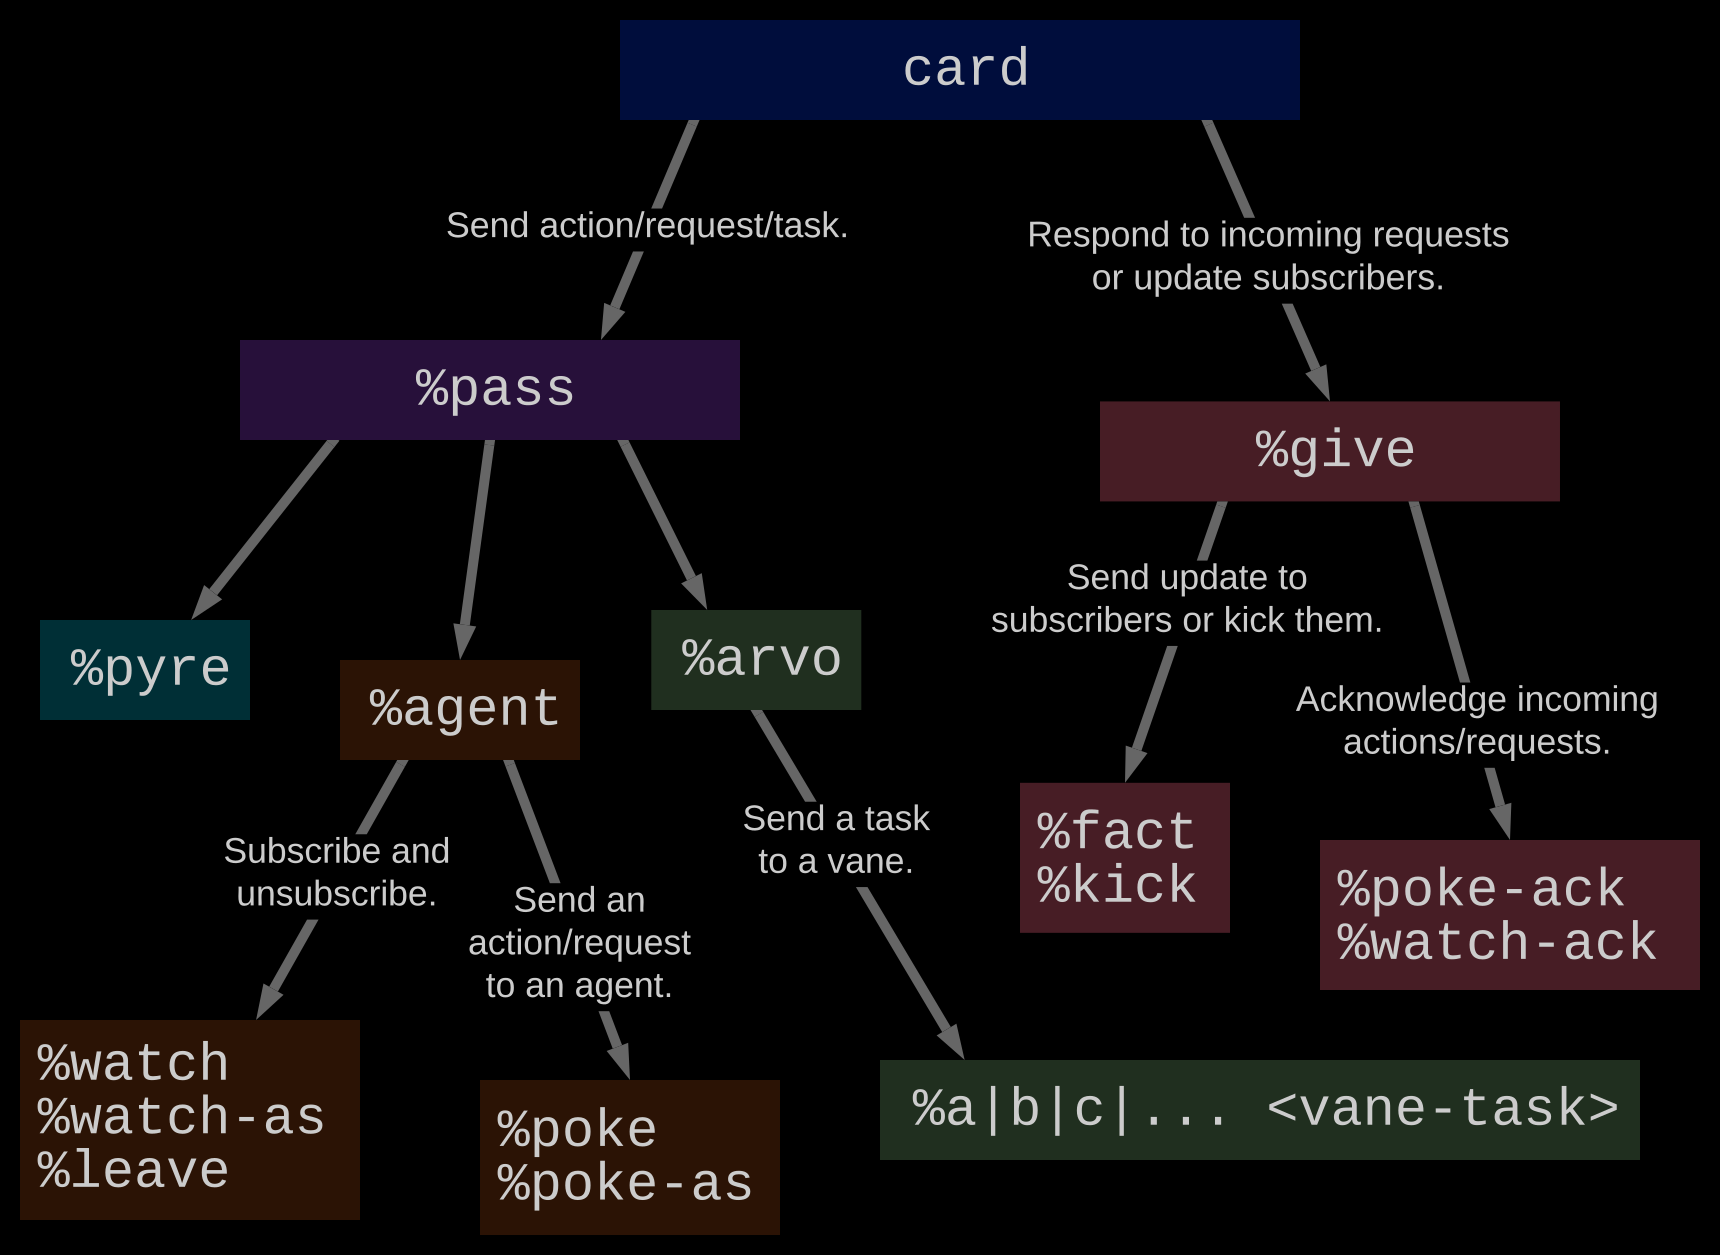 card
Send action/request/task.
Respond to incoming requests
or update subscribers.
%pass
%give
Send update to
subscribers or kick them.
%pyre
%agent
%arvo
Acknowledge incoming
actions/requests.
Subscribe and
unsubscribe.
Send an
action/request
to an agent.
Send a task
to a vane.
%fact
%kick
%poke-ack
%watch-ack
%watch
%watch-as
%leave
%poke
%poke-as
%a|b|c|... <vane-task>